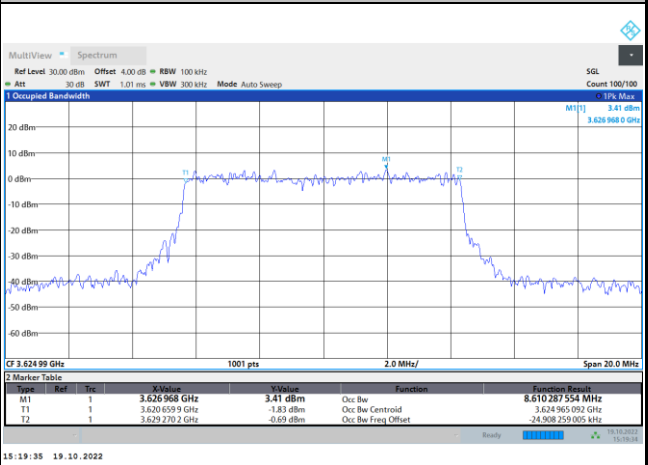 MultiView Spectrum
Ref Level 30.00 dBm Offset 4.00 dB RBW 100 kHz SGL
Att 30 dB SWT 1.01 ms VBW 300 kHz Mode Auto Sweep Count 100/100
1 Occupied Bandwidth 1Pk Max
M1[1] 3.41 dBm
3.626 968 0 GHz
20 dBm
10 dBm
M1
T1 T2
0 dBm
-10 dBm
-20 dBm
-30 dBm
-40 dBm
-50 dBm
-60 dBm
CF 3.624 99 GHz 1001 pts 2.0 MHz/ Span 20.0 MHz
2 Marker Table
Type Ref Trc X-Value Y-Value Function Function Result
M1 1 3.626 968 GHz 3.41 dBm Occ Bw 8.610 287 554 MHz
T1 1 3.620 659 9 GHz -1.83 dBm Occ Bw Centroid 3.624 965 092 GHz
T2 1 3.629 270 2 GHz -0.69 dBm Occ Bw Freq Offset -24.908 259 005 kHz
Ready 19.10.2022
15:19:34
15:19:35 19.10.2022